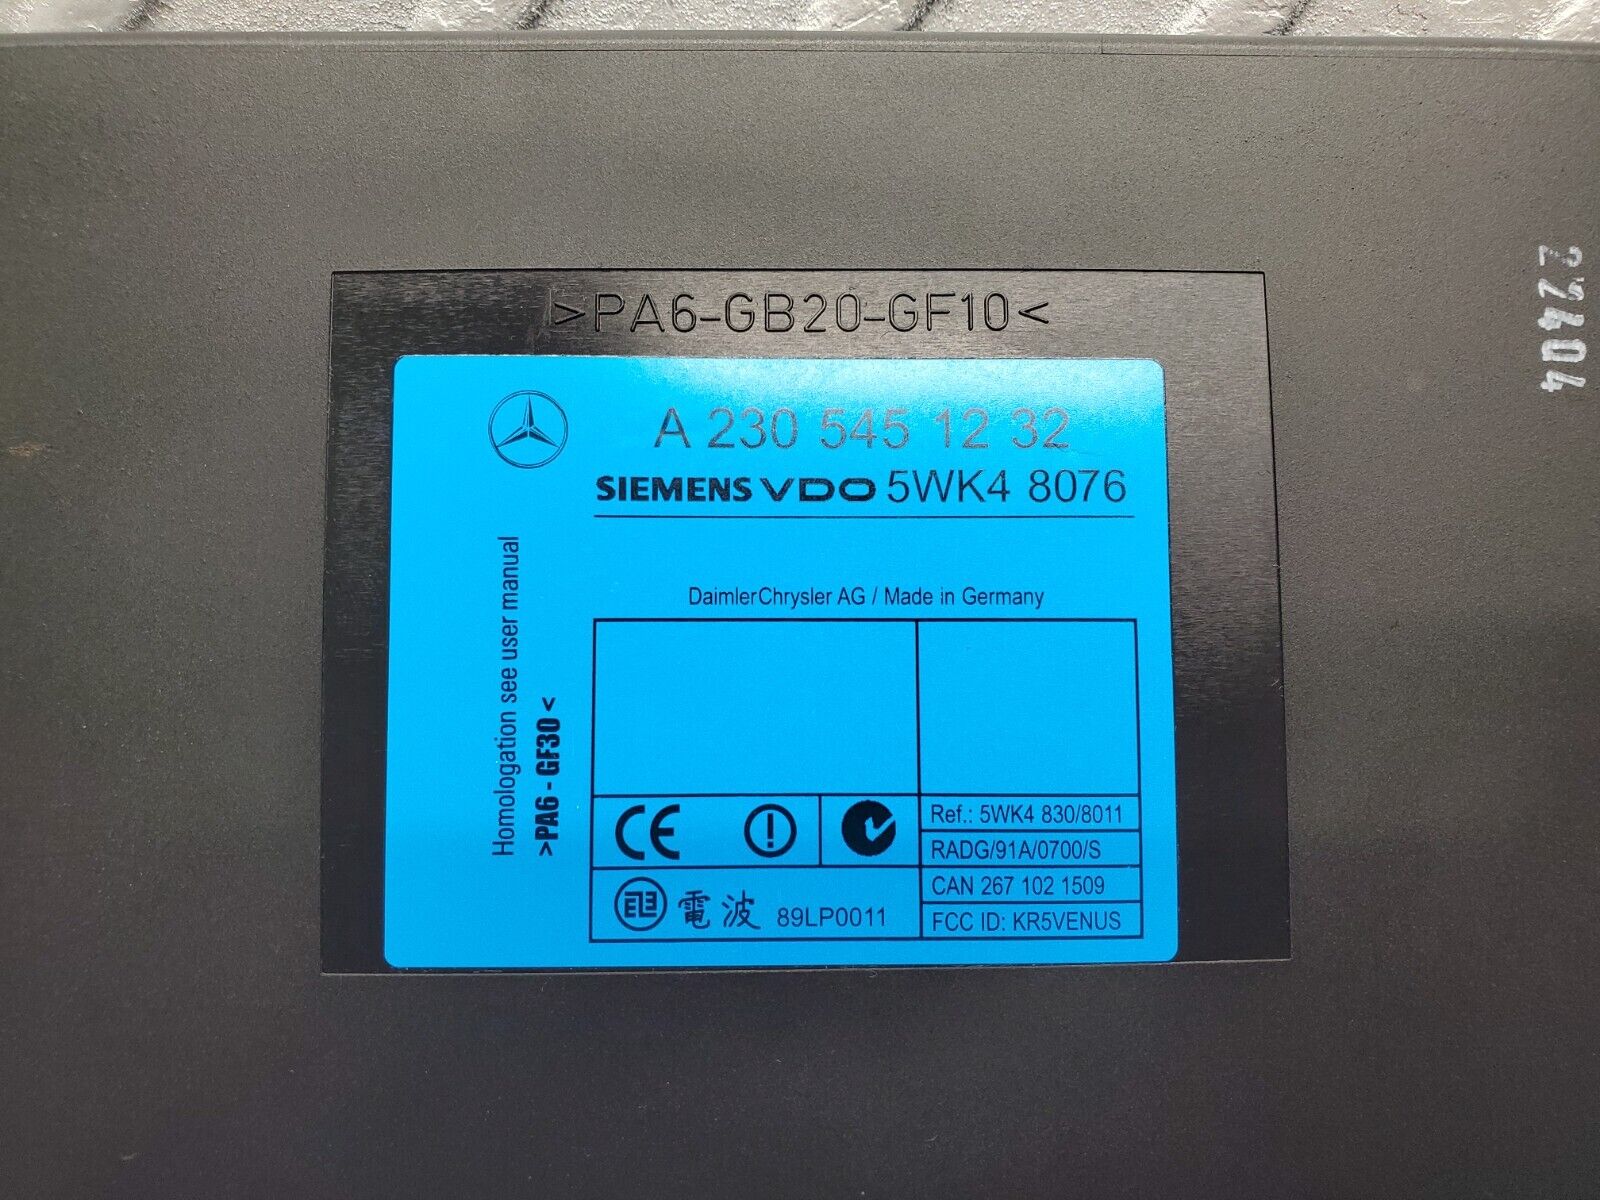 >PA6-GB20-GF10<
A 230 545 12 32
SIEMENS VDO 5WK4 8076
DaimlerChrysler AG / Made in Germany
Homologation see user manual
>PA6 - GF30 <
CE
Ref.: 5WK4 830/8011
RADG/91A/0700/S
CAN 267 102 1509
電波 89LP0011
FCC ID: KR5VENUS
22604